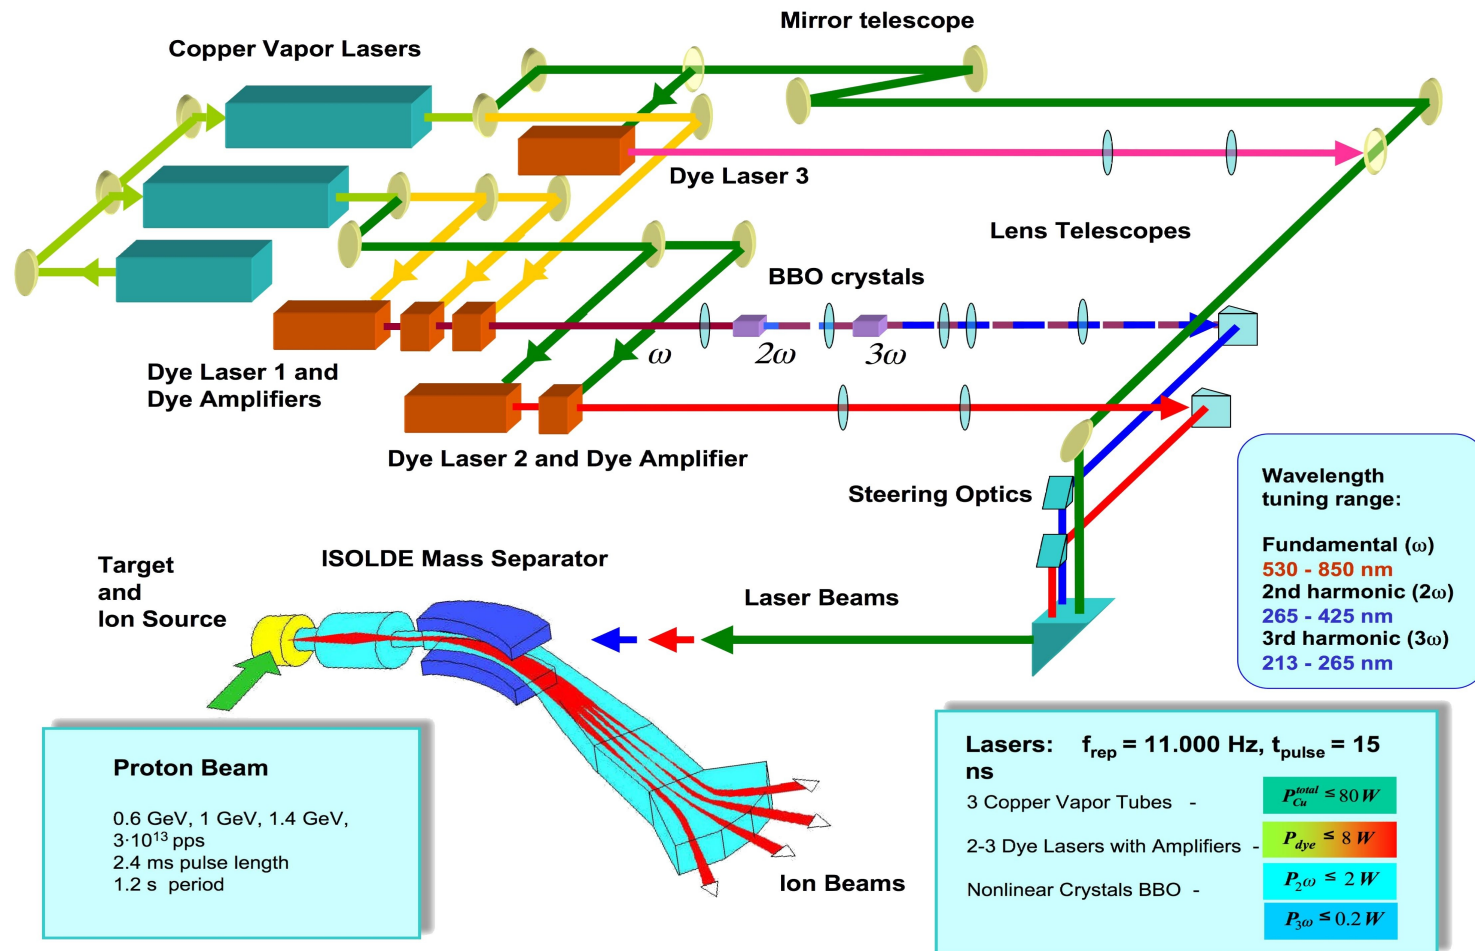 Mirror telescope
Copper Vapor Lasers
Dye Laser 3
Lens Telescopes
BBO crystals
ω
2ω
3ω
Dye Laser 1 and
Dye Amplifiers
Dye Laser 2 and Dye Amplifier
Steering Optics
Wavelength
tuning range:
Fundamental (ω)
530 - 850 nm
2nd harmonic (2ω)
265 - 425 nm
3rd harmonic (3ω)
213 - 265 nm
Target
and
Ion Source
ISOLDE Mass Separator
Laser Beams
Proton Beam
0.6 GeV, 1 GeV, 1.4 GeV,
3·10¹³ pps
2.4 ms pulse length
1.2 s period
Ion Beams
Lasers: f_rep = 11.000 Hz, t_pulse = 15
ns
3 Copper Vapor Tubes - P_Cu^total ≤ 80 W
2-3 Dye Lasers with Amplifiers - P_dye ≤ 8 W
Nonlinear Crystals BBO - P_2ω ≤ 2 W
P_3ω ≤ 0.2 W